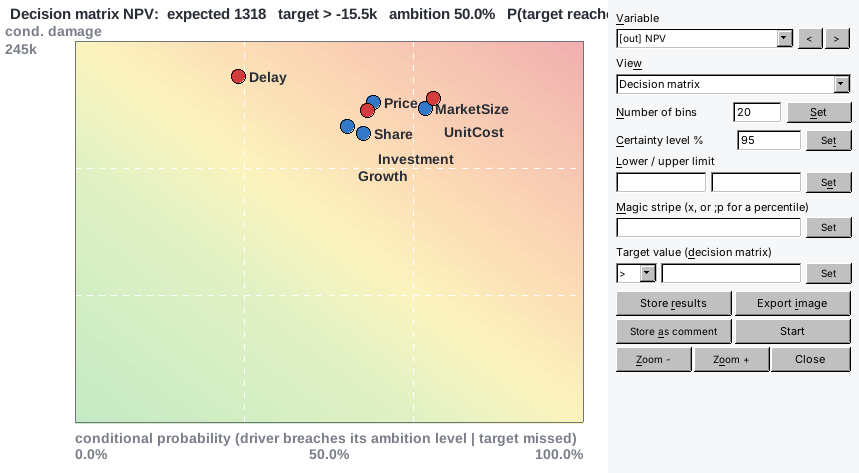 Decision matrix NPV:  expected 1318   target > -15.5k   ambition 50.0%   P(target reache
cond. damage
245k
Delay
Price
MarketSize
UnitCost
Share
Investment
Growth
conditional probability (driver breaches its ambition level | target missed)
0.0%
50.0%
100.0%
Variable
[out] NPV
<
>
View
Decision matrix
Number of bins
20
Set
Certainty level %
95
Set
Lower / upper limit
Set
Magic stripe (x, or ;p for a percentile)
Set
Target value (decision matrix)
>
Set
Store results
Export image
Store as comment
Start
Zoom -
Zoom +
Close